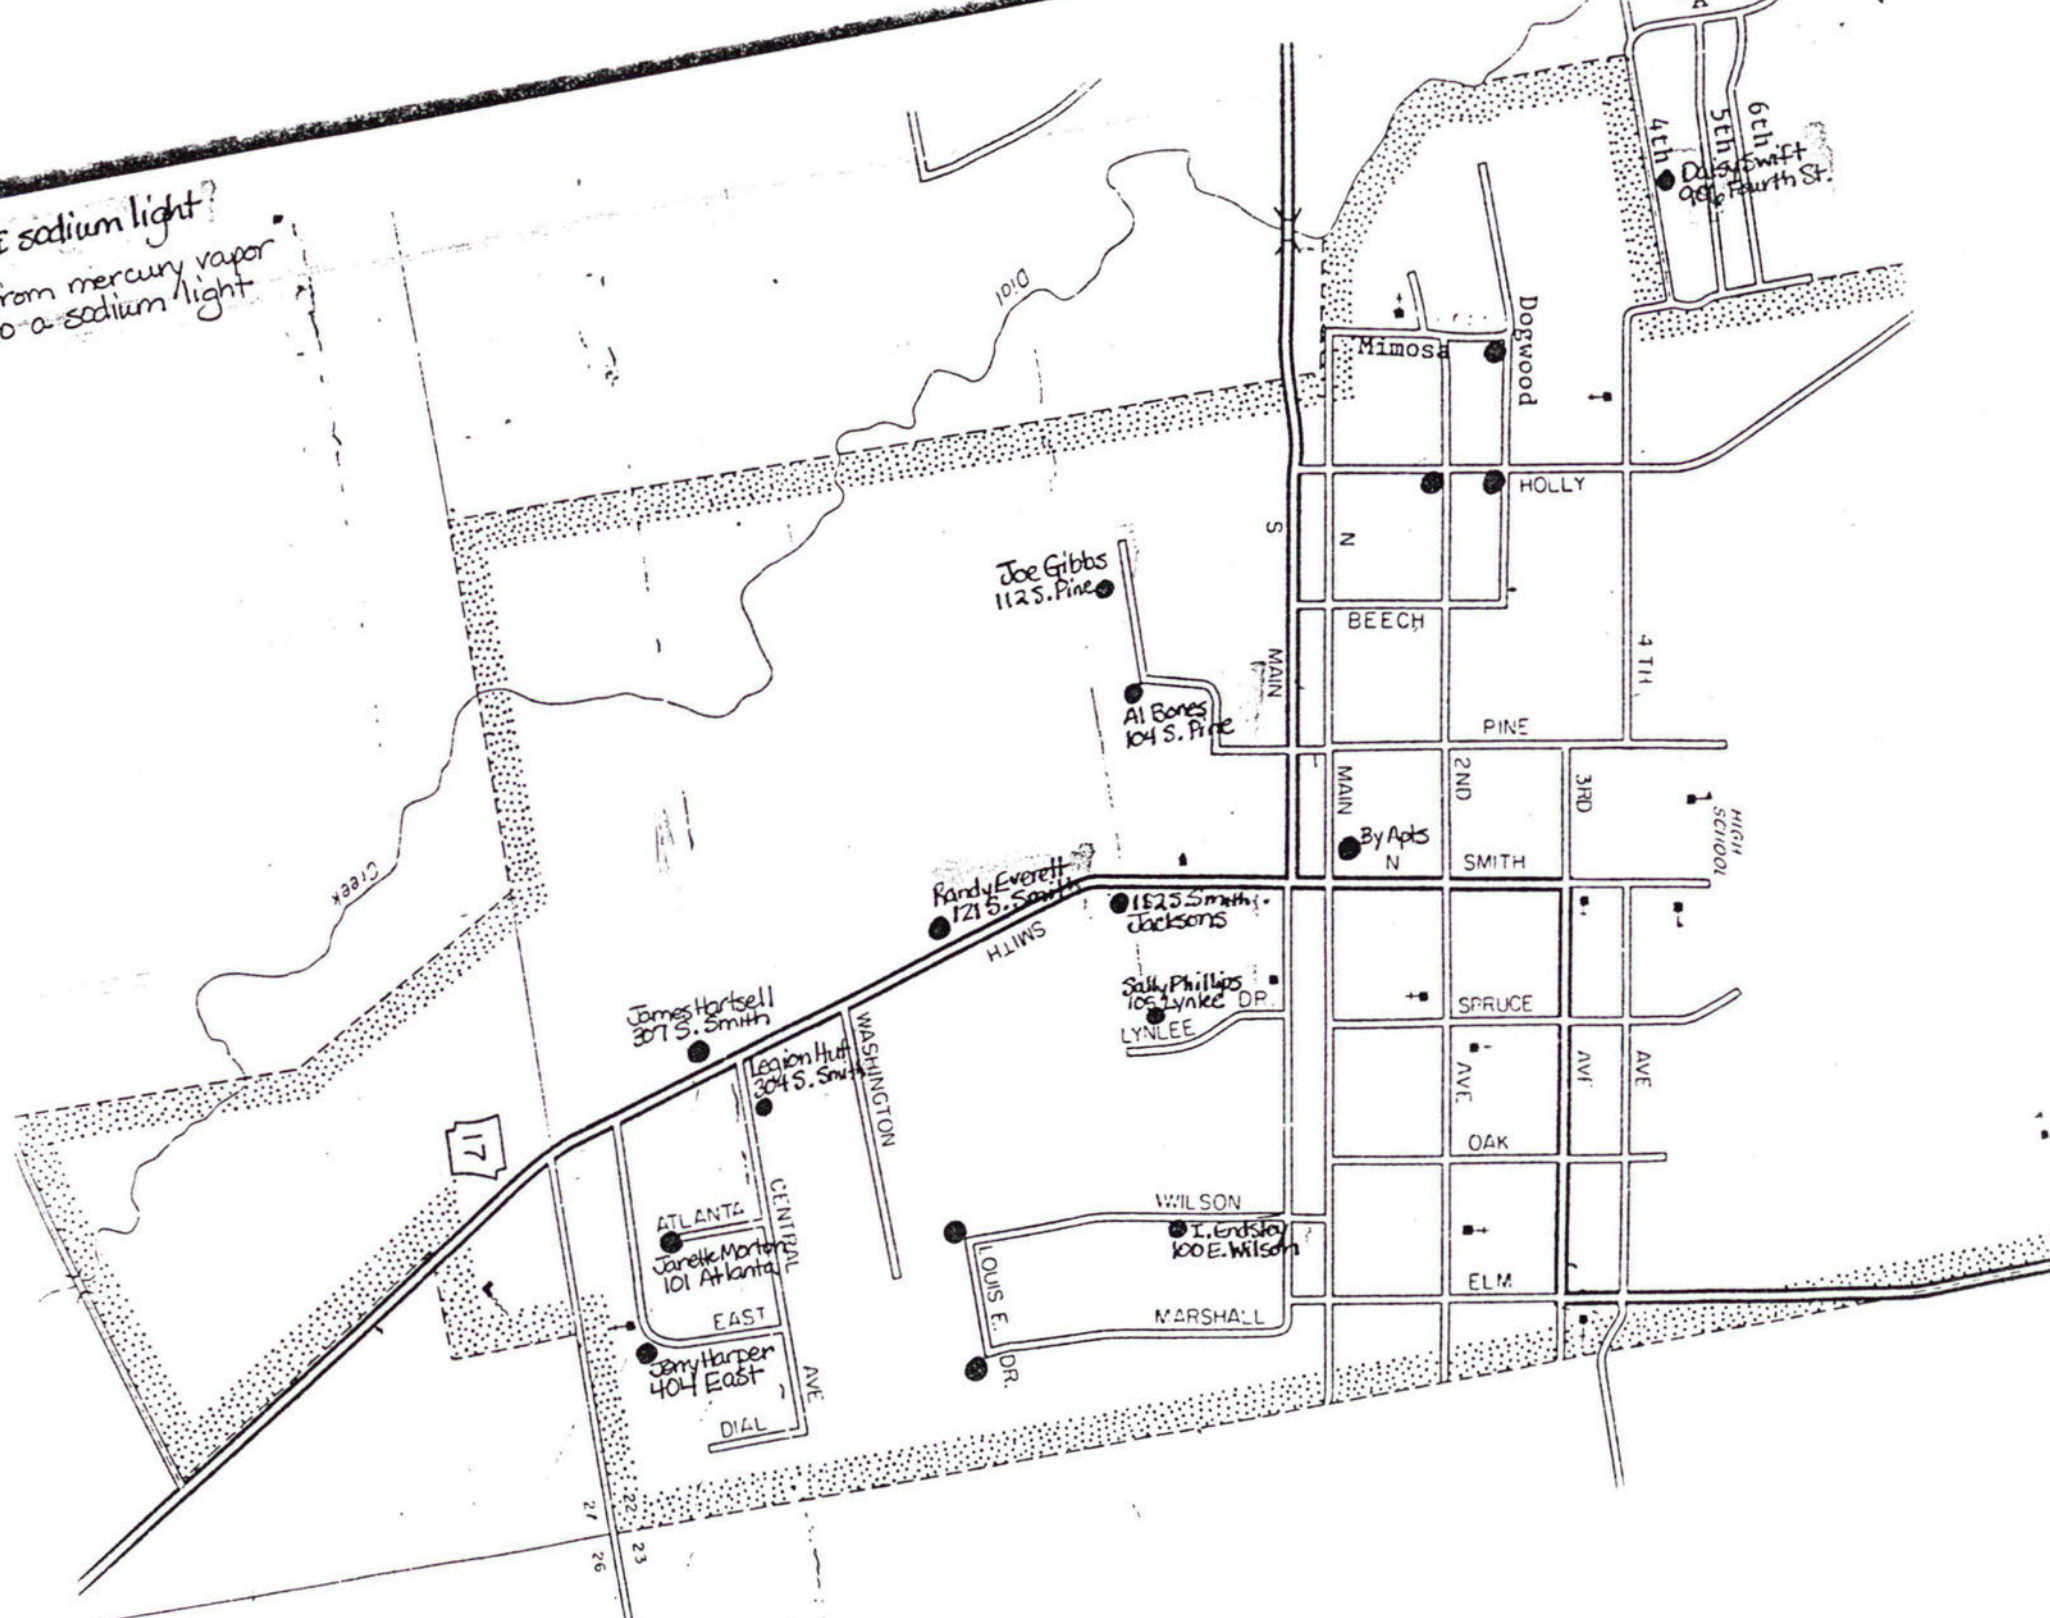 sodium light
from mercury vapor
to a sodium light
A
4th
5th
6th
Daisy Swift
906 Fourth St.
Dial
Dogwood
Mimosa
HOLLY
S
N
Joe Gibbs
112 S. Pine
BEECH
MAIN
4 TH
Al Bones
104 S. Pine
PINE
MAIN
2ND
3RD
HIGH
SCHOOL
By Apts
N
SMITH
Creek
Randy Everett
121 S. Smith
SMITH
S. Smith
Jacksons
Sally Phillips
105 Lynlee
DR.
LYNLEE
SPRUCE
James Hartsell
307 S. Smith
Legion Hut
304 S. Smith
WASHINGTON
AVE
AVE
AVE
17
OAK
ATLANTA
CENTRAL
Janette Morton
101 Atlanta
WILSON
I. Endsley
100 E. Wilson
LOUIS E.
ELM
EAST
MARSHALL
Jerry Harper
404 East
AVE
DR.
DIAL
21
22
26
23